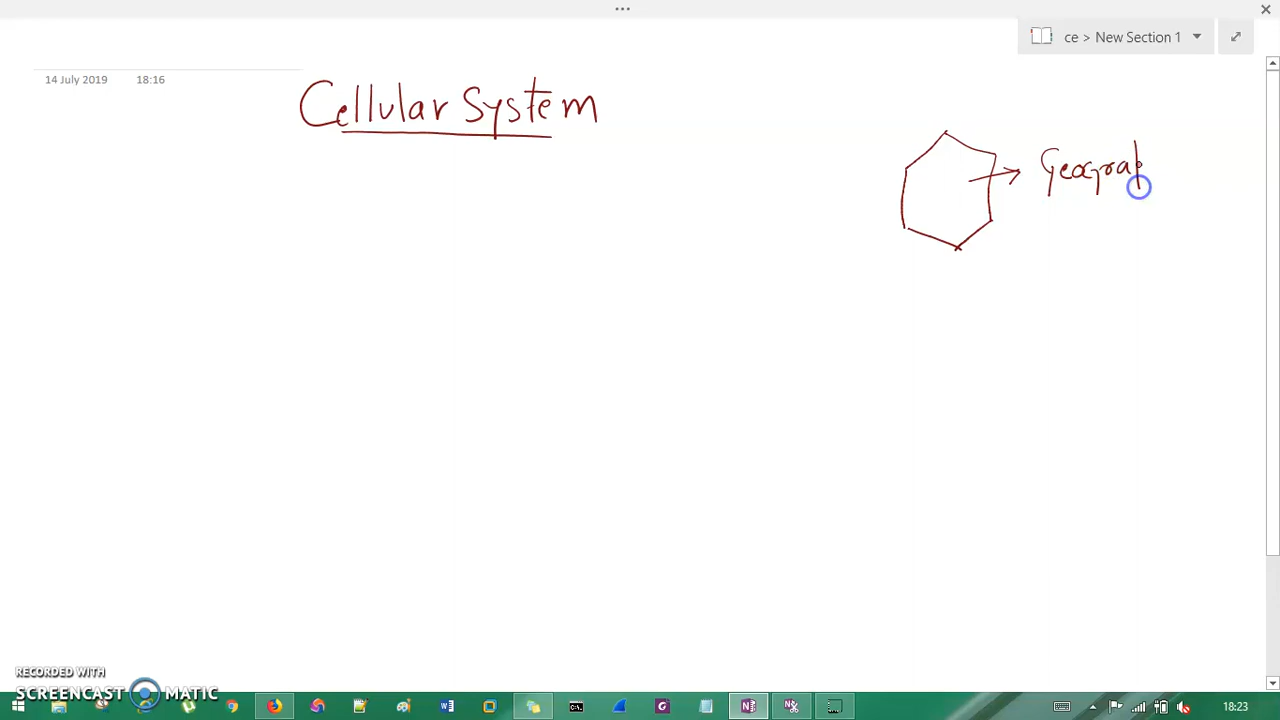 ce > New Section 1
14 July 2019 18:16
Cellular System
Geograp
RECORDED WITH
SCREENCAST MATIC
18:23